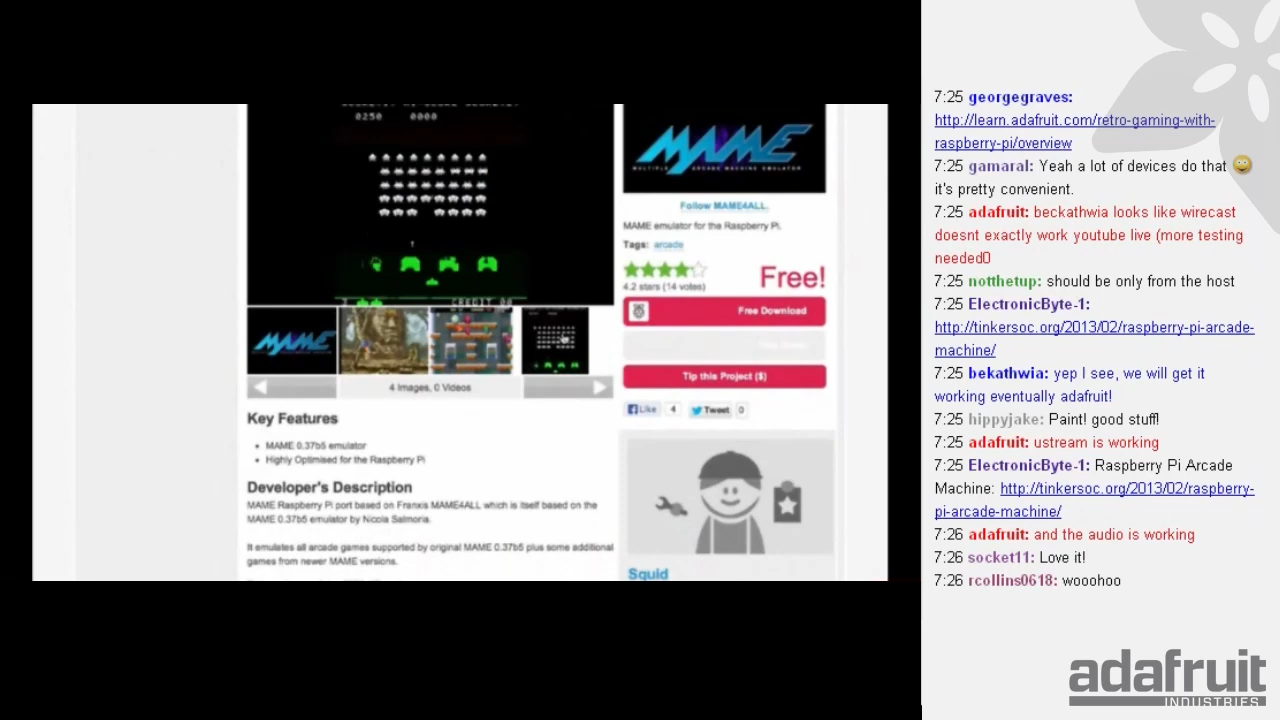 0250 0000
CREDIT 00
MAME
MULTIPLE ARCADE MACHINE EMULATOR
Follow MAME4ALL.
MAME emulator for the Raspberry Pi.
Tags: arcade
4.2 stars (14 votes)
Free!
Free Download
Tip this Project ($)
Like 4 Tweet 0
MAME
4 Images, 0 Videos
Key Features
• MAME 0.37b5 emulator
• Highly Optimised for the Raspberry Pi
Developer's Description
MAME Raspberry Pi port based on Franxis MAME4ALL which is itself based on the
MAME 0.37b5 emulator by Nicola Salmoria.
It emulates all arcade games supported by original MAME 0.37b5 plus some additional
games from newer MAME versions.
Squid
7:25 georgegraves:
http://learn.adafruit.com/retro-gaming-with-
raspberry-pi/overview
7:25 gamaral: Yeah a lot of devices do that
it's pretty convenient.
7:25 adafruit: beckathwia looks like wirecast
doesnt exactly work youtube live (more testing
needed0
7:25 notthetup: should be only from the host
7:25 ElectronicByte-1:
http://tinkersoc.org/2013/02/raspberry-pi-arcade-
machine/
7:25 bekathwia: yep I see, we will get it
working eventually adafruit!
7:25 hippyjake: Paint! good stuff!
7:25 adafruit: ustream is working
7:25 ElectronicByte-1: Raspberry Pi Arcade
Machine: http://tinkersoc.org/2013/02/raspberry-
pi-arcade-machine/
7:26 adafruit: and the audio is working
7:26 socket11: Love it!
7:26 rcollins0618: wooohoo
adafruit
INDUSTRIES